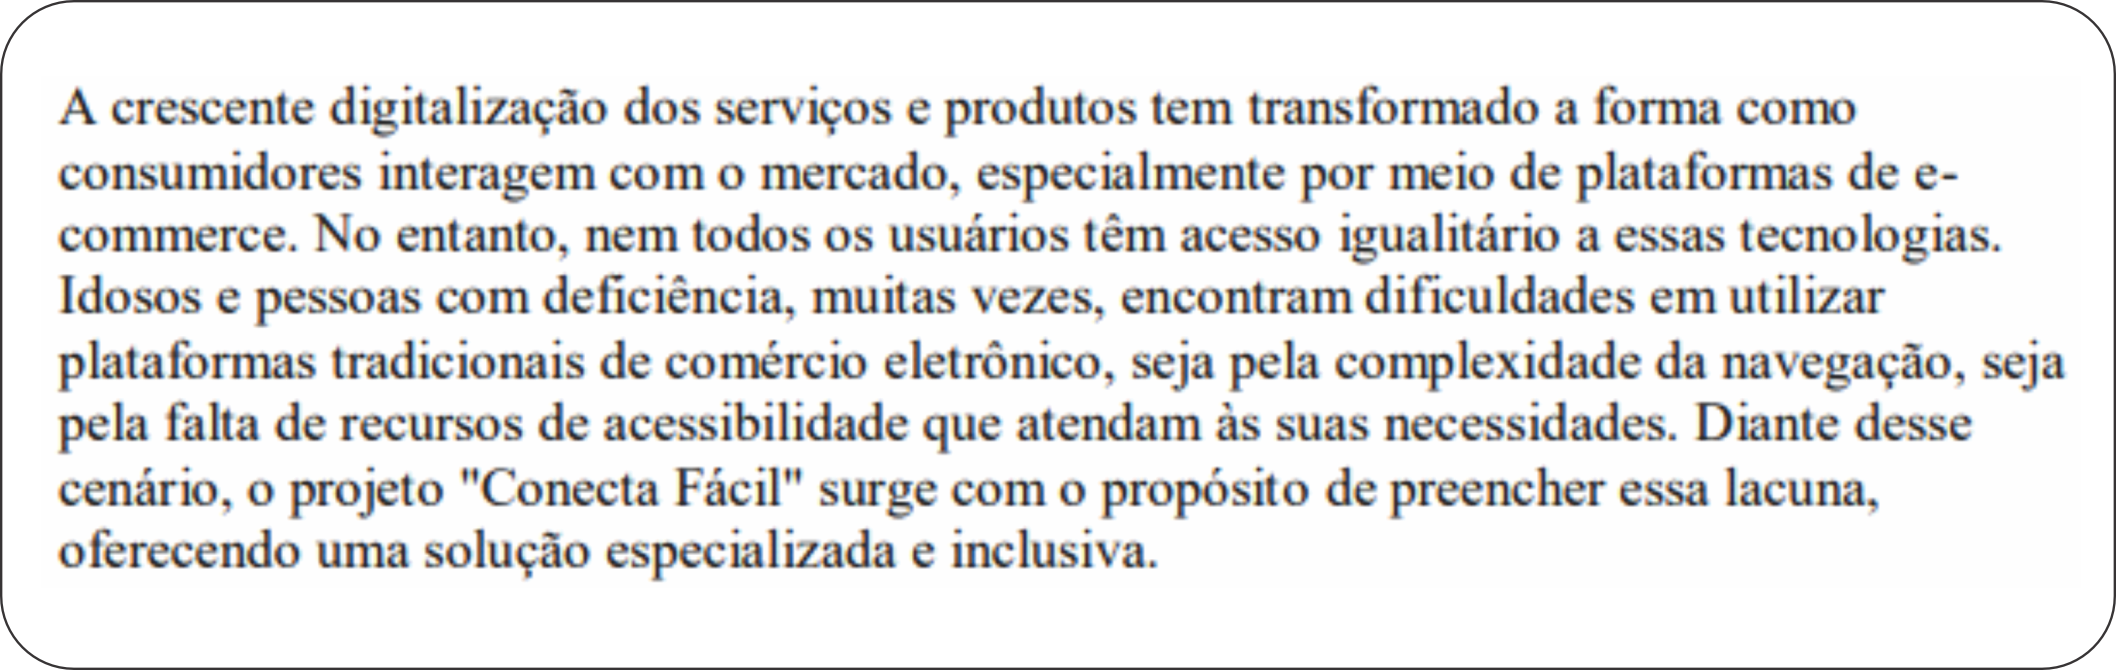 A crescente digitalização dos serviços e produtos tem transformado a forma como
consumidores interagem com o mercado, especialmente por meio de plataformas de e-
commerce. No entanto, nem todos os usuários têm acesso igualitário a essas tecnologias.
Idosos e pessoas com deficiência, muitas vezes, encontram dificuldades em utilizar
plataformas tradicionais de comércio eletrônico, seja pela complexidade da navegação, seja
pela falta de recursos de acessibilidade que atendam às suas necessidades. Diante desse
cenário, o projeto "Conecta Fácil" surge com o propósito de preencher essa lacuna,
oferecendo uma solução especializada e inclusiva.